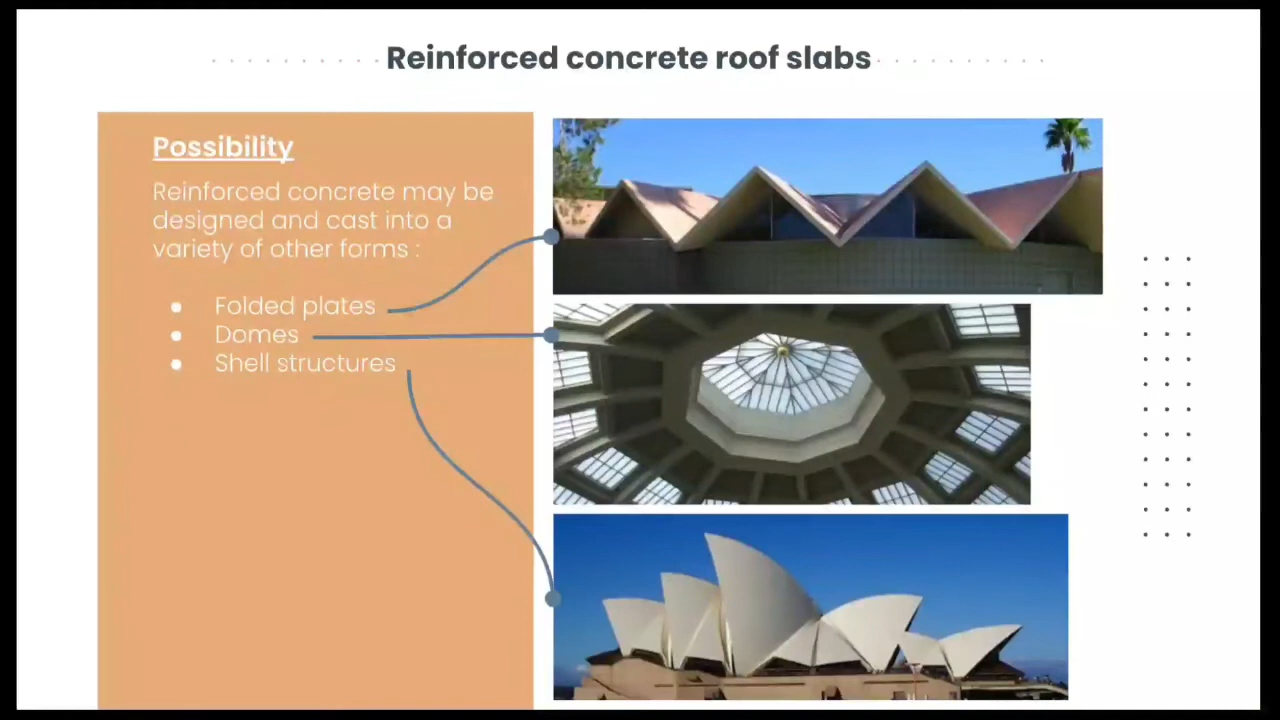 Reinforced concrete roof slabs
Possibility
Reinforced concrete may be
designed and cast into a
variety of other forms :
● Folded plates
● Domes
● Shell structures